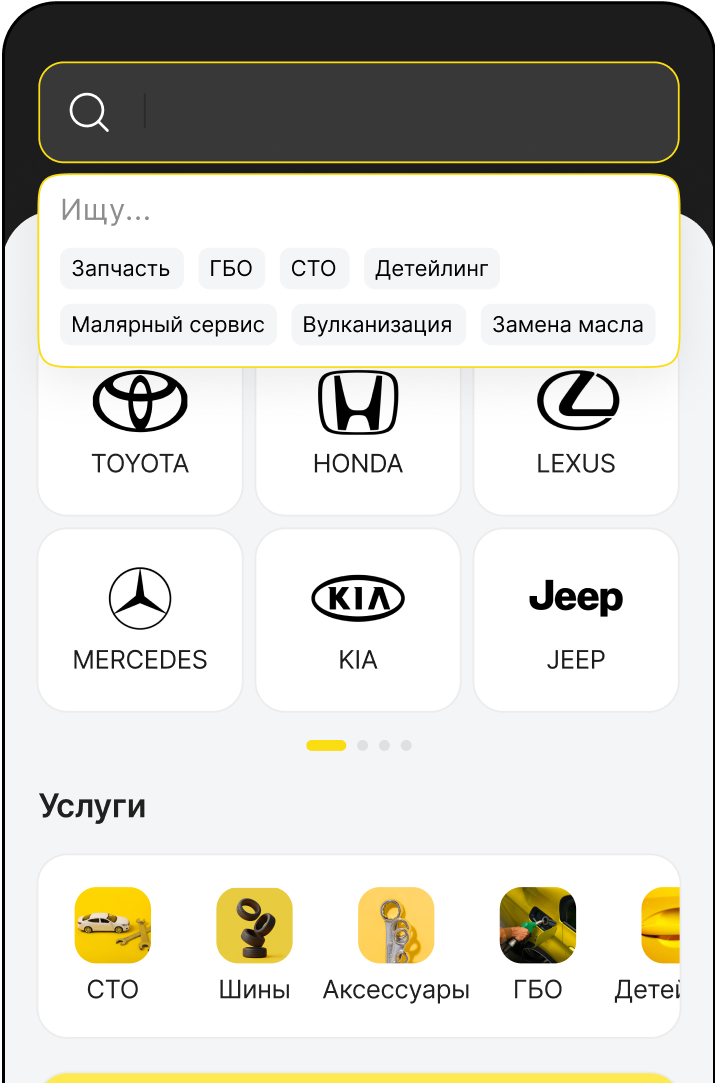 Ищу...
Запчасть ГБО СТО Детейлинг
Малярный сервис Вулканизация Замена масла
TOYOTA HONDA LEXUS
KIA Jeep
MERCEDES KIA JEEP
Услуги
СТО Шины Аксессуары ГБО Детей